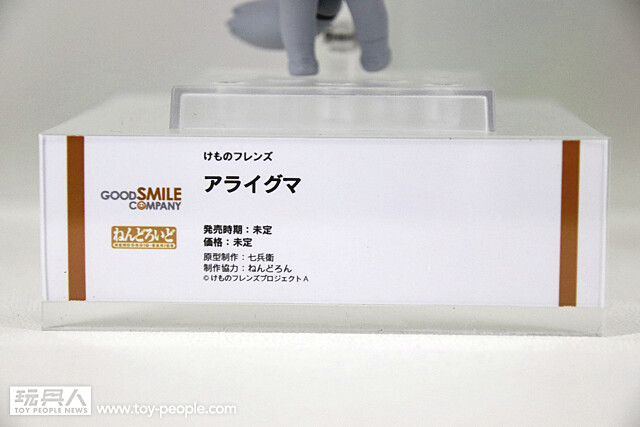 けものフレンズ
アライグマ
GOODSMILE
COMPANY
ねんどろいど
NENDOROID-SERIES
発売時期：未定
価格：未定
原型制作：七兵衛
制作協力：ねんどろん
©けものフレンズプロジェクトA
玩具人
TOY PEOPLE NEWS
www.toy-people.com